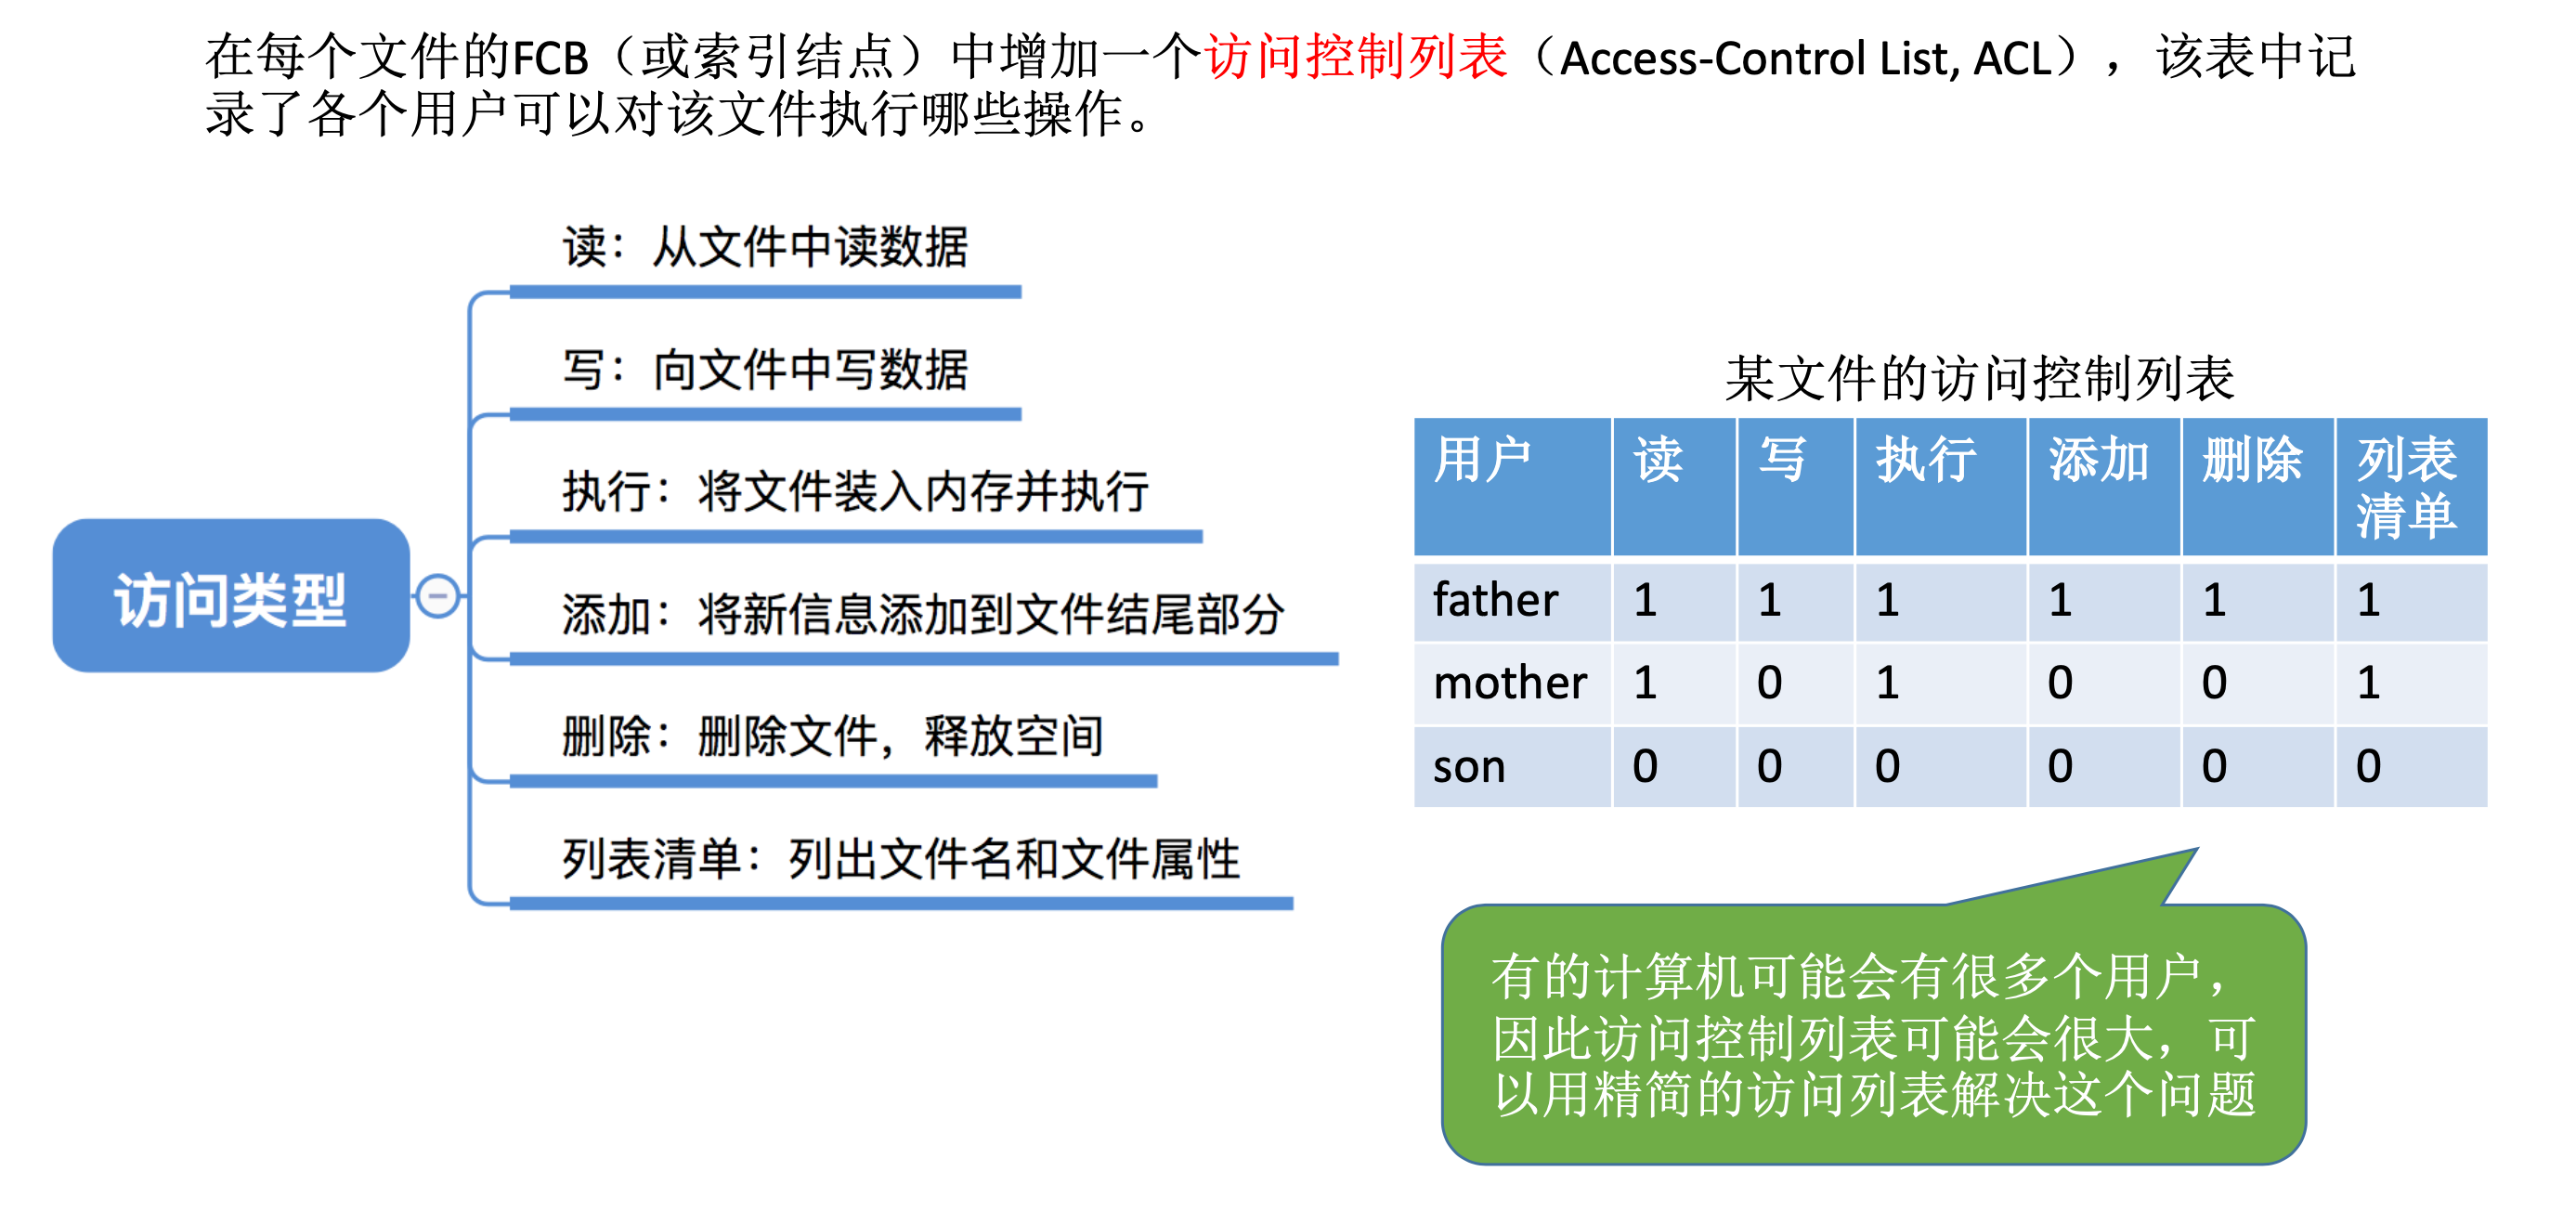 在每个文件的FCB（或索引结点）中增加一个访问控制列表（Access-Control List, ACL），该表中记
录了各个用户可以对该文件执行哪些操作。
访问类型
读：从文件中读数据
写：向文件中写数据
执行：将文件装入内存并执行
添加：将新信息添加到文件结尾部分
删除：删除文件，释放空间
列表清单：列出文件名和文件属性
某文件的访问控制列表
用户 读 写 执行 添加 删除 列表
清单
father 1 1 1 1 1 1
mother 1 0 1 0 0 1
son 0 0 0 0 0 0
有的计算机可能会有很多个用户，
因此访问控制列表可能会很大，可
以用精简的访问列表解决这个问题